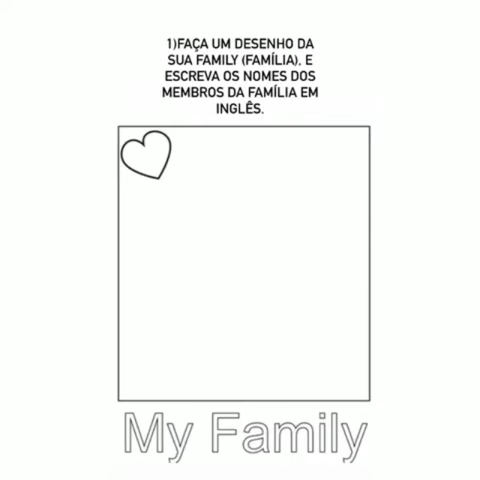 1)FAÇA UM DESENHO DA
SUA FAMILY (FAMÍLIA), E
ESCREVA OS NOMES DOS
MEMBROS DA FAMÍLIA EM
INGLÊS.
My Family